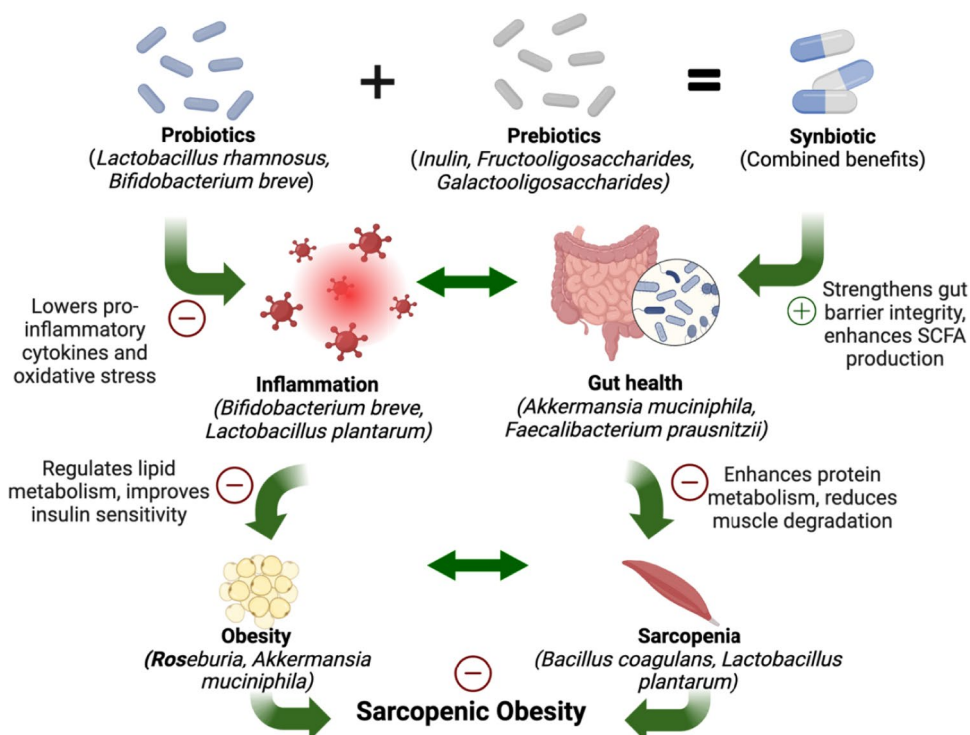 +
=
Probiotics
(Lactobacillus rhamnosus,
Bifidobacterium breve)
Prebiotics
(Inulin, Fructooligosaccharides,
Galactooligosaccharides)
Synbiotic
(Combined benefits)
Lowers pro-
inflammatory
cytokines and
oxidative stress
−
Inflammation
(Bifidobacterium breve,
Lactobacillus plantarum)
Gut health
(Akkermansia muciniphila,
Faecalibacterium prausnitzii)
+
Strengthens gut
barrier integrity,
enhances SCFA
production
Regulates lipid
metabolism, improves
insulin sensitivity
−
−
Enhances protein
metabolism, reduces
muscle degradation
Obesity
(Roseburia, Akkermansia
muciniphila)
Sarcopenia
(Bacillus coagulans, Lactobacillus
plantarum)
−
Sarcopenic Obesity